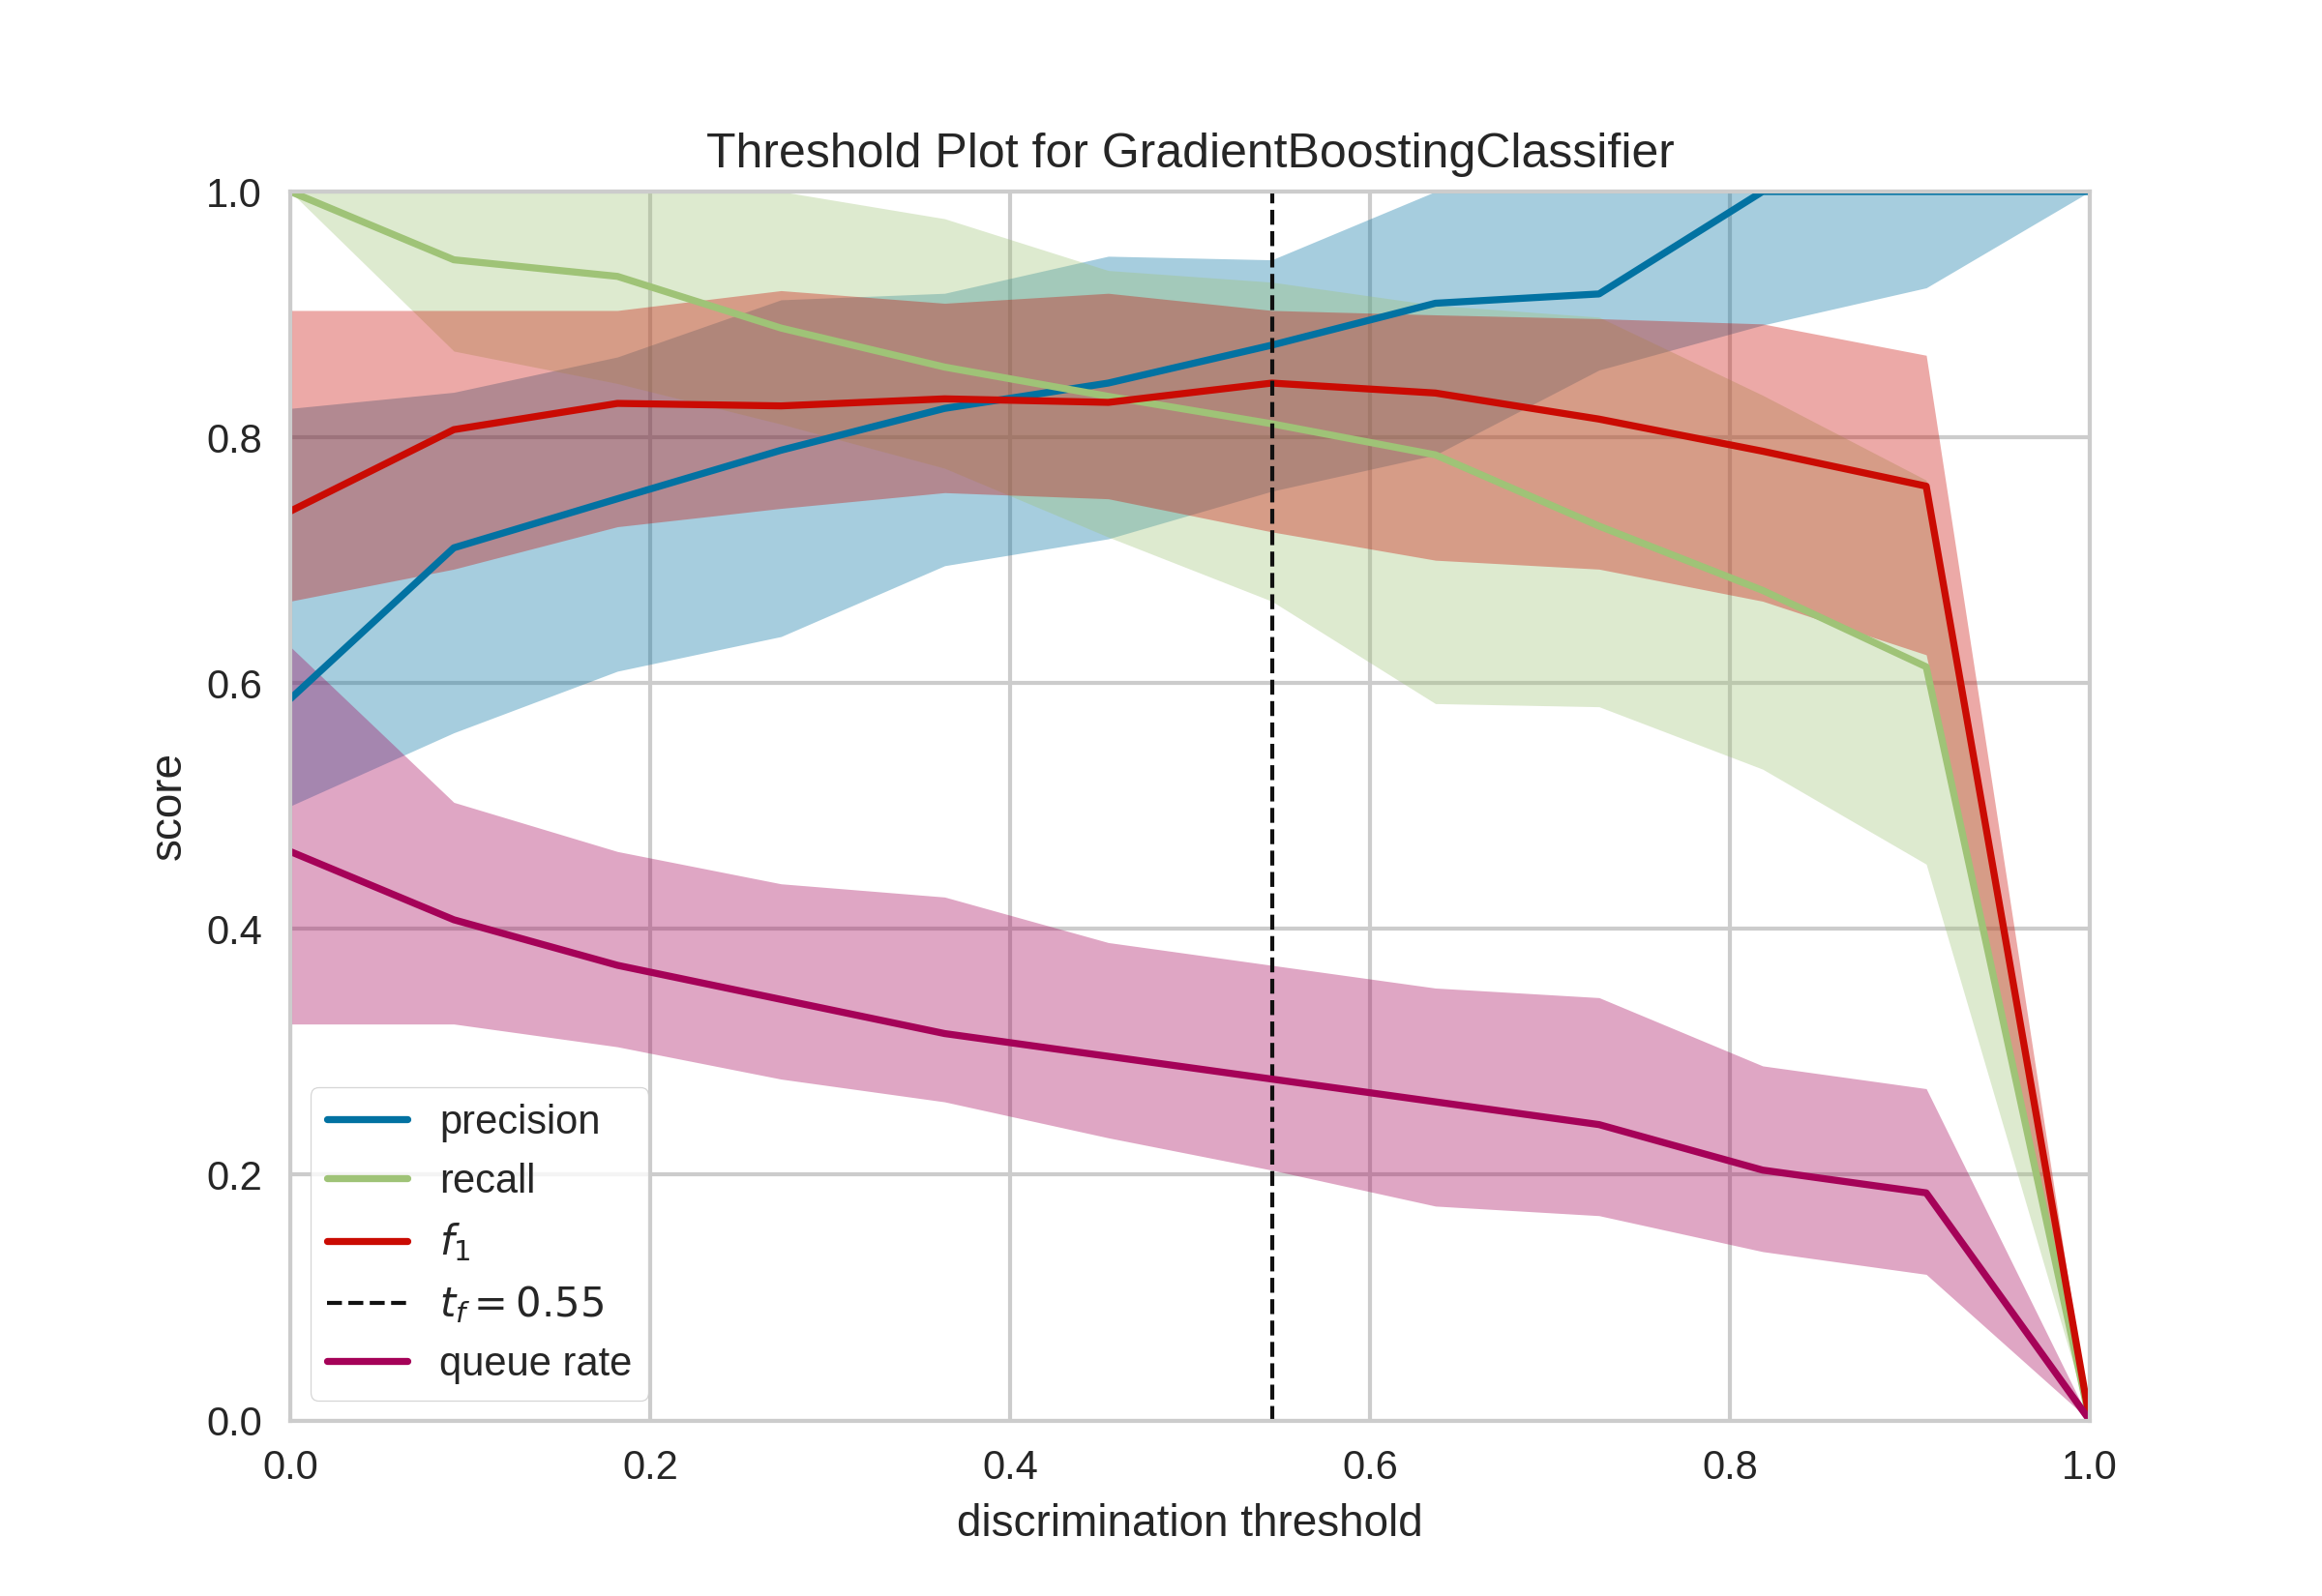 Threshold Plot for GradientBoostingClassifier
1.0
0.8
0.6
0.4
0.2
0.0
score
precision
recall
f₁
t_f = 0.55
queue rate
0.0 0.2 0.4 0.6 0.8 1.0
discrimination threshold